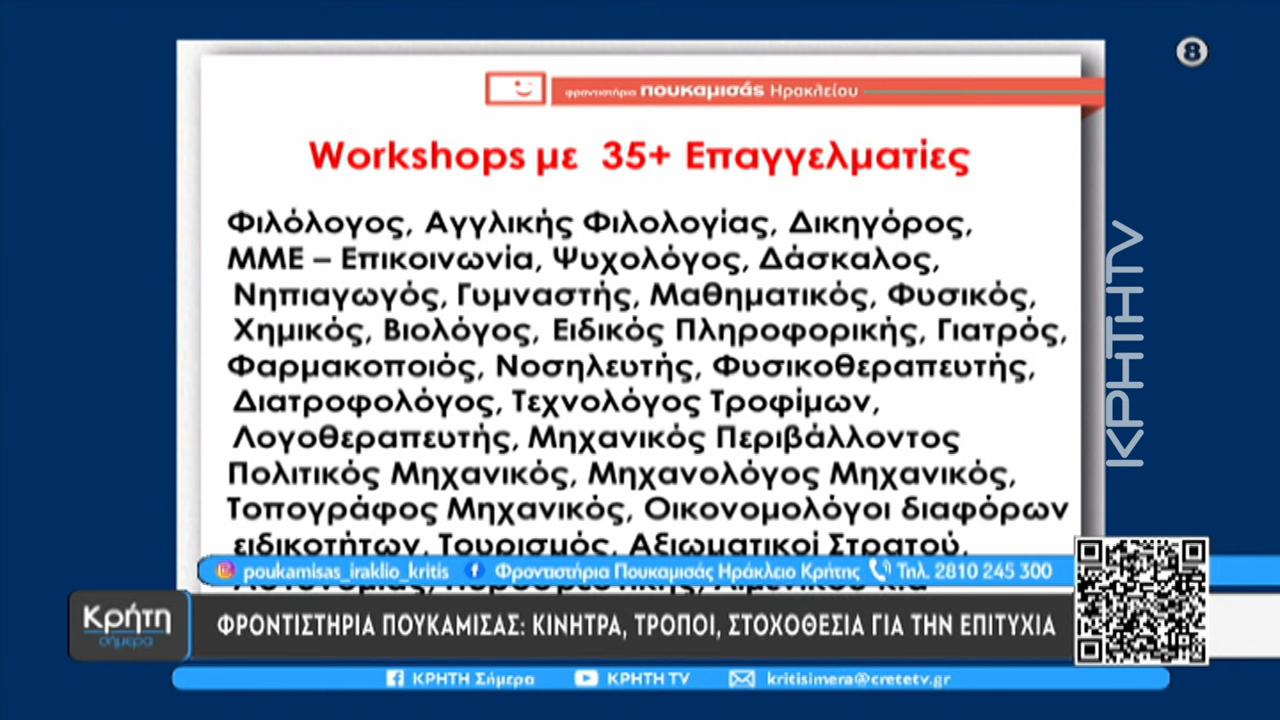 8
φροντιστήρια πουκαμισάς Ηρακλείου
Workshops με 35+ Επαγγελματίες
Φιλόλογος, Αγγλικής Φιλολογίας, Δικηγόρος,
ΜΜΕ – Επικοινωνία, Ψυχολόγος, Δάσκαλος,
Νηπιαγωγός, Γυμναστής, Μαθηματικός, Φυσικός,
Χημικός, Βιολόγος, Ειδικός Πληροφορικής, Γιατρός,
Φαρμακοποιός, Νοσηλευτής, Φυσικοθεραπευτής,
Διατροφολόγος, Τεχνολόγος Τροφίμων,
Λογοθεραπευτής, Μηχανικός Περιβάλλοντος
Πολιτικός Μηχανικός, Μηχανολόγος Μηχανικός,
Τοπογράφος Μηχανικός, Οικονομολόγοι διαφόρων
ειδικοτήτων, Τουρισμός, Αξιωματικοί Στρατού,
ΚΡΗΤΗTV
poukamisas_iraklio_kritis Φροντιστήρια Πουκαμισάς Ηράκλειο Κρήτης Τηλ. 2810 245 300
Κρήτη
σήμερα
ΦΡΟΝΤΙΣΤΗΡΙΑ ΠΟΥΚΑΜΙΣΑΣ: ΚΙΝΗΤΡΑ, ΤΡΟΠΟΙ, ΣΤΟΧΟΘΕΣΙΑ ΓΙΑ ΤΗΝ ΕΠΙΤΥΧΙΑ
ΚΡΗΤΗ Σήμερα ΚΡΗΤΗ TV kritisimera@cretetv.gr